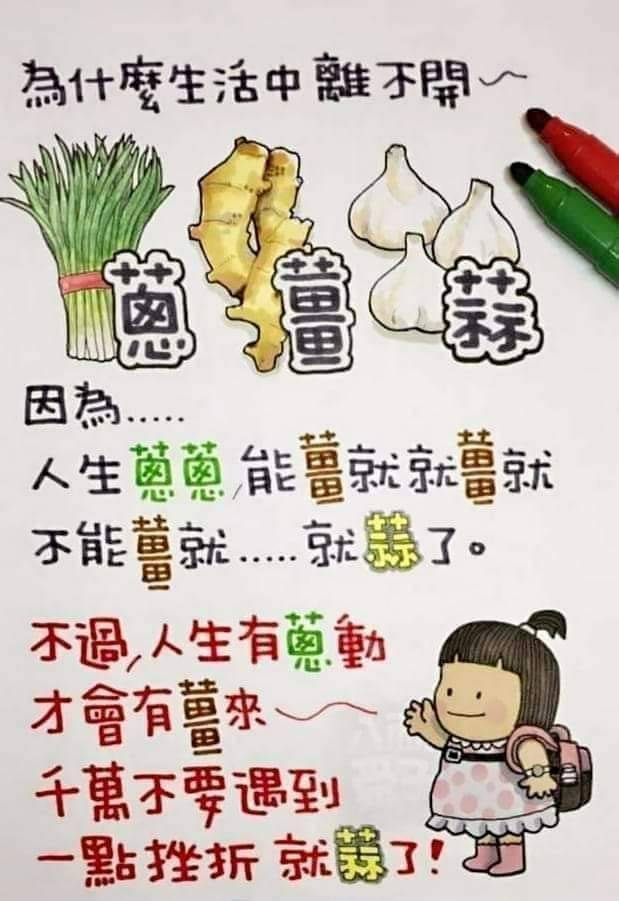 為什麼生活中離不開~
蔥 薑 蒜
因為.....
人生蔥蔥,能薑就就薑就
不能薑就.....就蒜了。
不過,人生有蔥動
才會有薑來~
千萬不要遇到
一點挫折 就蒜了!